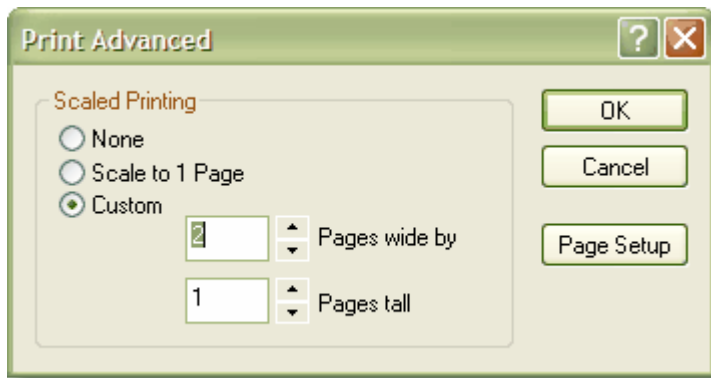 Print Advanced
?
Scaled Printing
None
Scale to 1 Page
Custom
2 Pages wide by
1 Pages tall
OK
Cancel
Page Setup